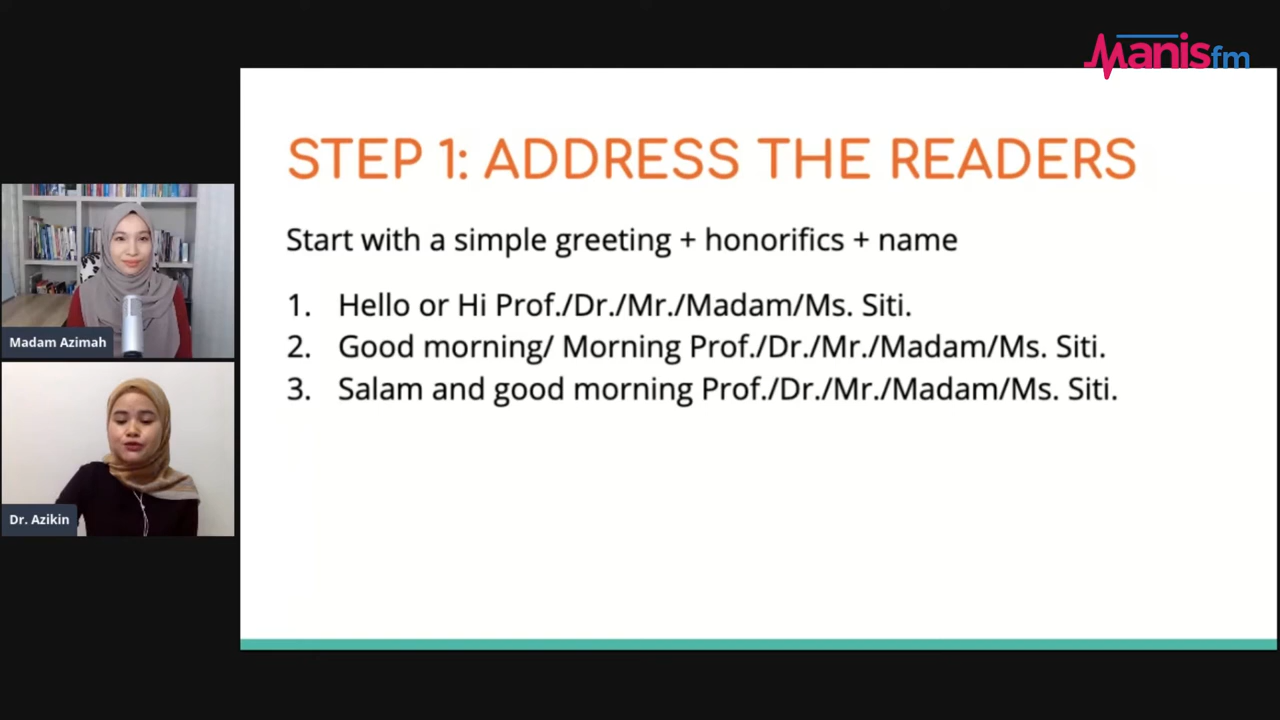 Manis fm
STEP 1: ADDRESS THE READERS
Start with a simple greeting + honorifics + name
1. Hello or Hi Prof./Dr./Mr./Madam/Ms. Siti.
2. Good morning/ Morning Prof./Dr./Mr./Madam/Ms. Siti.
3. Salam and good morning Prof./Dr./Mr./Madam/Ms. Siti.
Madam Azimah
Dr. Azikin